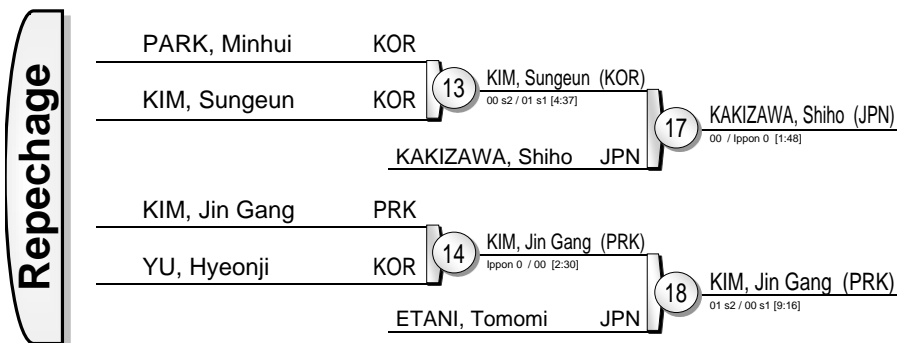 Repechage
PARK, Minhui KOR
KIM, Sungeun KOR
13
KIM, Sungeun (KOR)
00 s2 / 01 s1 [4:37]
KAKIZAWA, Shiho JPN
17
KAKIZAWA, Shiho (JPN)
00 / Ippon 0 [1:48]
KIM, Jin Gang PRK
YU, Hyeonji KOR
14
KIM, Jin Gang (PRK)
Ippon 0 / 00 [2:30]
ETANI, Tomomi JPN
18
KIM, Jin Gang (PRK)
01 s2 / 00 s1 [9:16]